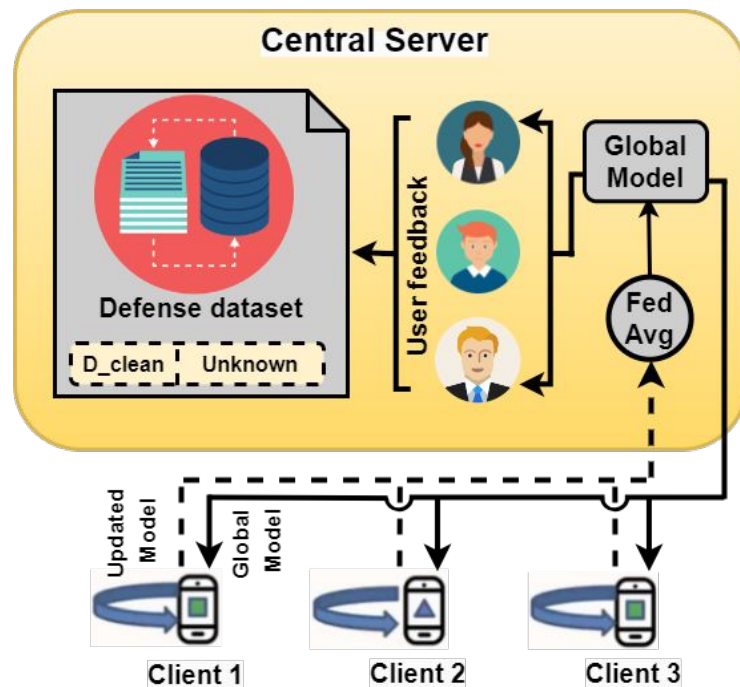 Central Server
Defense dataset
D_clean
Unknown
User feedback
Global
Model
Fed
Avg
Updated
Model
Global
Model
Client 1
Client 2
Client 3